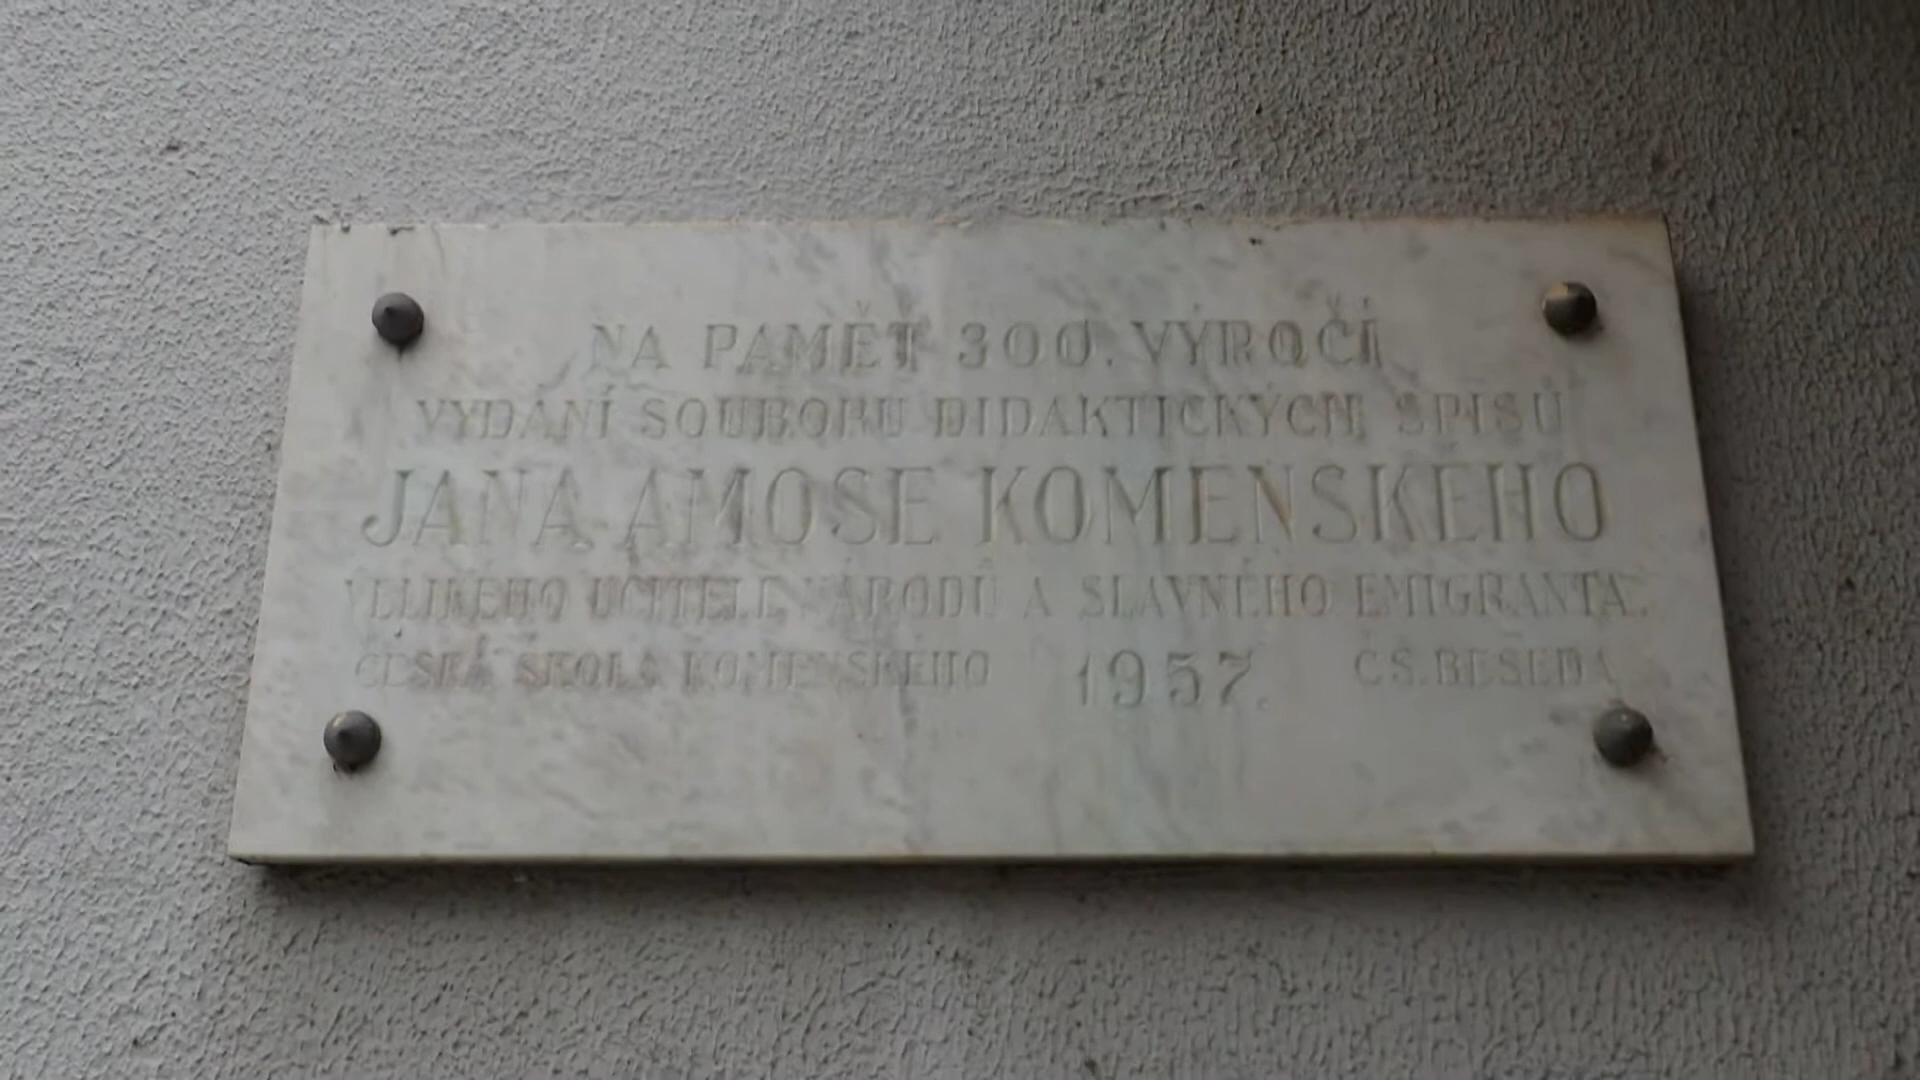 NA PAMĚT 300. VÝROČÍ
VYDÁNÍ SOUBORU DIDAKTICKÝCH SPISŮ
JANA AMOSE KOMENSKÉHO
VELIKÉHO UČITELE NÁRODŮ A SLAVNÉHO EMIGRANTA.
ČESKÁ ŠKOLA KOMENSKÉHO 1957. ČS. BESEDA